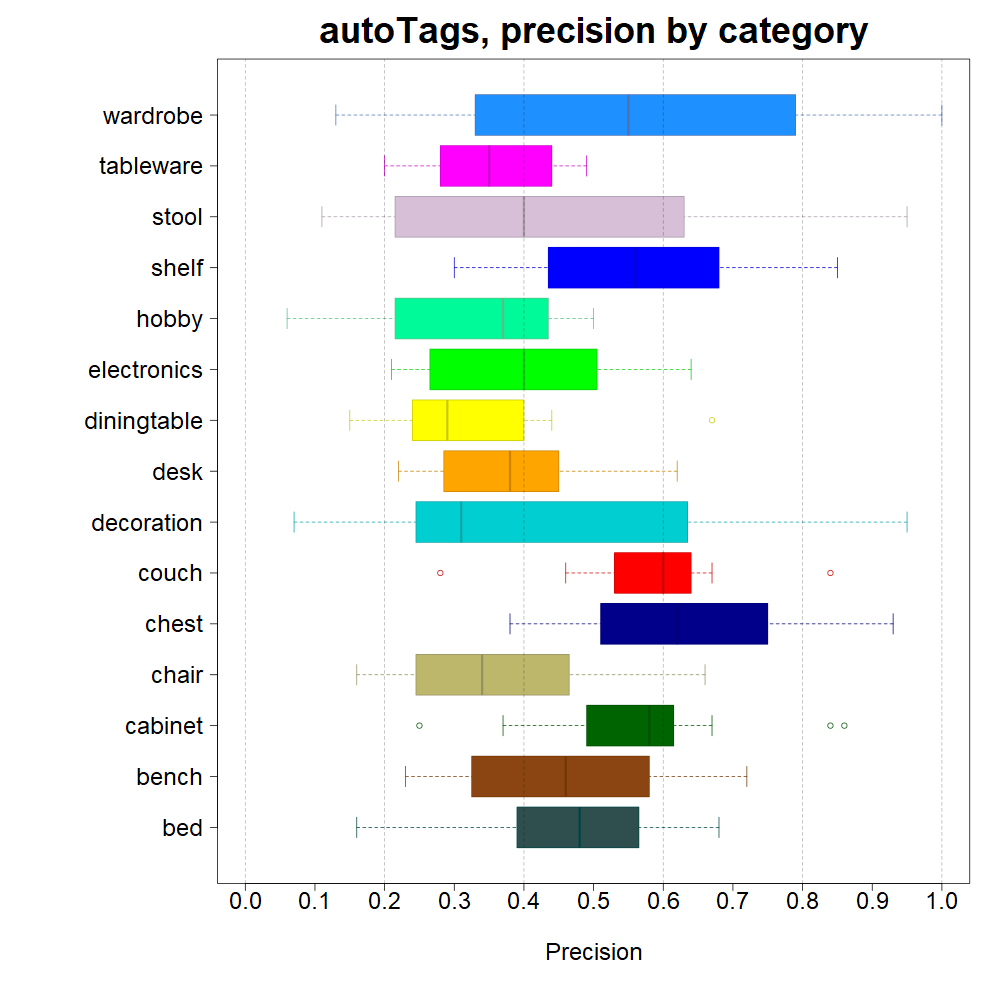 autoTags, precision by category
wardrobe
tableware
stool
shelf
hobby
electronics
diningtable
desk
decoration
couch
chest
chair
cabinet
bench
bed
0.0 0.1 0.2 0.3 0.4 0.5 0.6 0.7 0.8 0.9 1.0
Precision